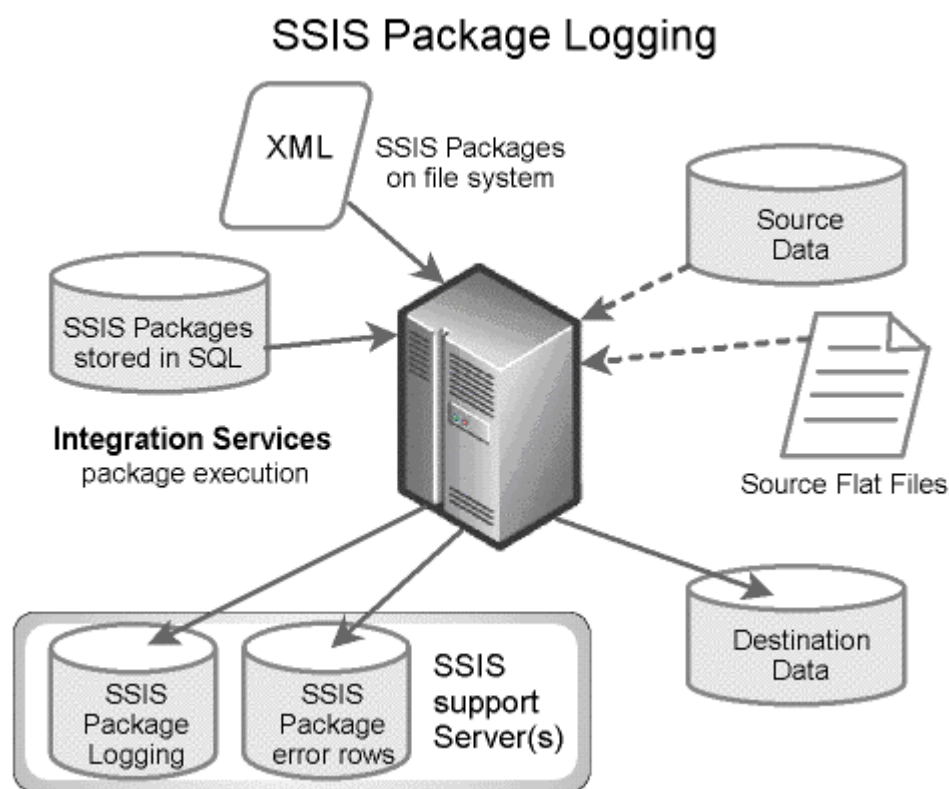 SSIS Package Logging
XML
SSIS Packages
on file system
Source
Data
SSIS Packages
stored in SQL
Integration Services
package execution
Source Flat Files
SSIS
Package
Logging
SSIS
Package
error rows
SSIS
support
Server(s)
Destination
Data